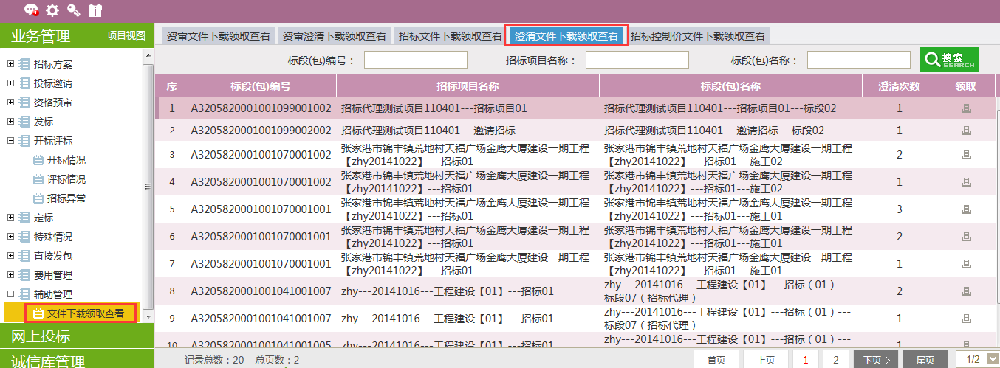 业务管理 项目视图
招标方案
投标邀请
资格预审
发标
开标评标
开标情况
评标情况
招标异常
定标
特殊情况
直接发包
费用管理
辅助管理
文件下载领取查看
网上投标
诚信库管理
资审文件下载领取查看 资审澄清下载领取查看 招标文件下载领取查看 澄清文件下载领取查看 招标控制价文件下载领取查看
标段(包)编号： 招标项目名称： 标段(包)名称： 搜索
SEARCH
序 标段(包)编号 招标项目名称 标段(包)名称 澄清次数 领取
1 A3205820001001099001002 招标代理测试项目110401---招标项目01 招标代理测试项目110401---招标项目01---标段02 1
2 A3205820001001099002002 招标代理测试项目110401---邀请招标 招标代理测试项目110401---邀请招标---标段02 1
3 A3205820001001070001002 张家港市锦丰镇荒地村天福广场金鹰大厦建设一期工程 张家港市锦丰镇荒地村天福广场金鹰大厦建设一期工程 2
【zhy20141022】---招标01 【zhy20141022】---招标01---施工02
4 A3205820001001070001002 张家港市锦丰镇荒地村天福广场金鹰大厦建设一期工程 张家港市锦丰镇荒地村天福广场金鹰大厦建设一期工程 1
【zhy20141022】---招标01 【zhy20141022】---招标01---施工02
5 A3205820001001070001001 张家港市锦丰镇荒地村天福广场金鹰大厦建设一期工程 张家港市锦丰镇荒地村天福广场金鹰大厦建设一期工程 3
【zhy20141022】---招标01 【zhy20141022】---招标01---施工01
6 A3205820001001070001001 张家港市锦丰镇荒地村天福广场金鹰大厦建设一期工程 张家港市锦丰镇荒地村天福广场金鹰大厦建设一期工程 2
【zhy20141022】---招标01 【zhy20141022】---招标01---施工01
7 A3205820001001070001001 张家港市锦丰镇荒地村天福广场金鹰大厦建设一期工程 张家港市锦丰镇荒地村天福广场金鹰大厦建设一期工程 1
【zhy20141022】---招标01 【zhy20141022】---招标01---施工01
8 A3205820001001041001007 zhy---20141016---工程建设【01】---招标01 zhy---20141016---工程建设【01】---招标（01）--- 2
标段07（招标代理）
9 A3205820001001041001007 zhy---20141016---工程建设【01】---招标01 zhy---20141016---工程建设【01】---招标（01）--- 1
标段07（招标代理）
10 A3205820001001041001005 zhy---20141016---工程建设【01】---招标01 zhy---20141016---工程建设【01】---招标（01）--- 1
记录总数：20 总页数：2 首页 上页 1 2 下页 尾页 1/2